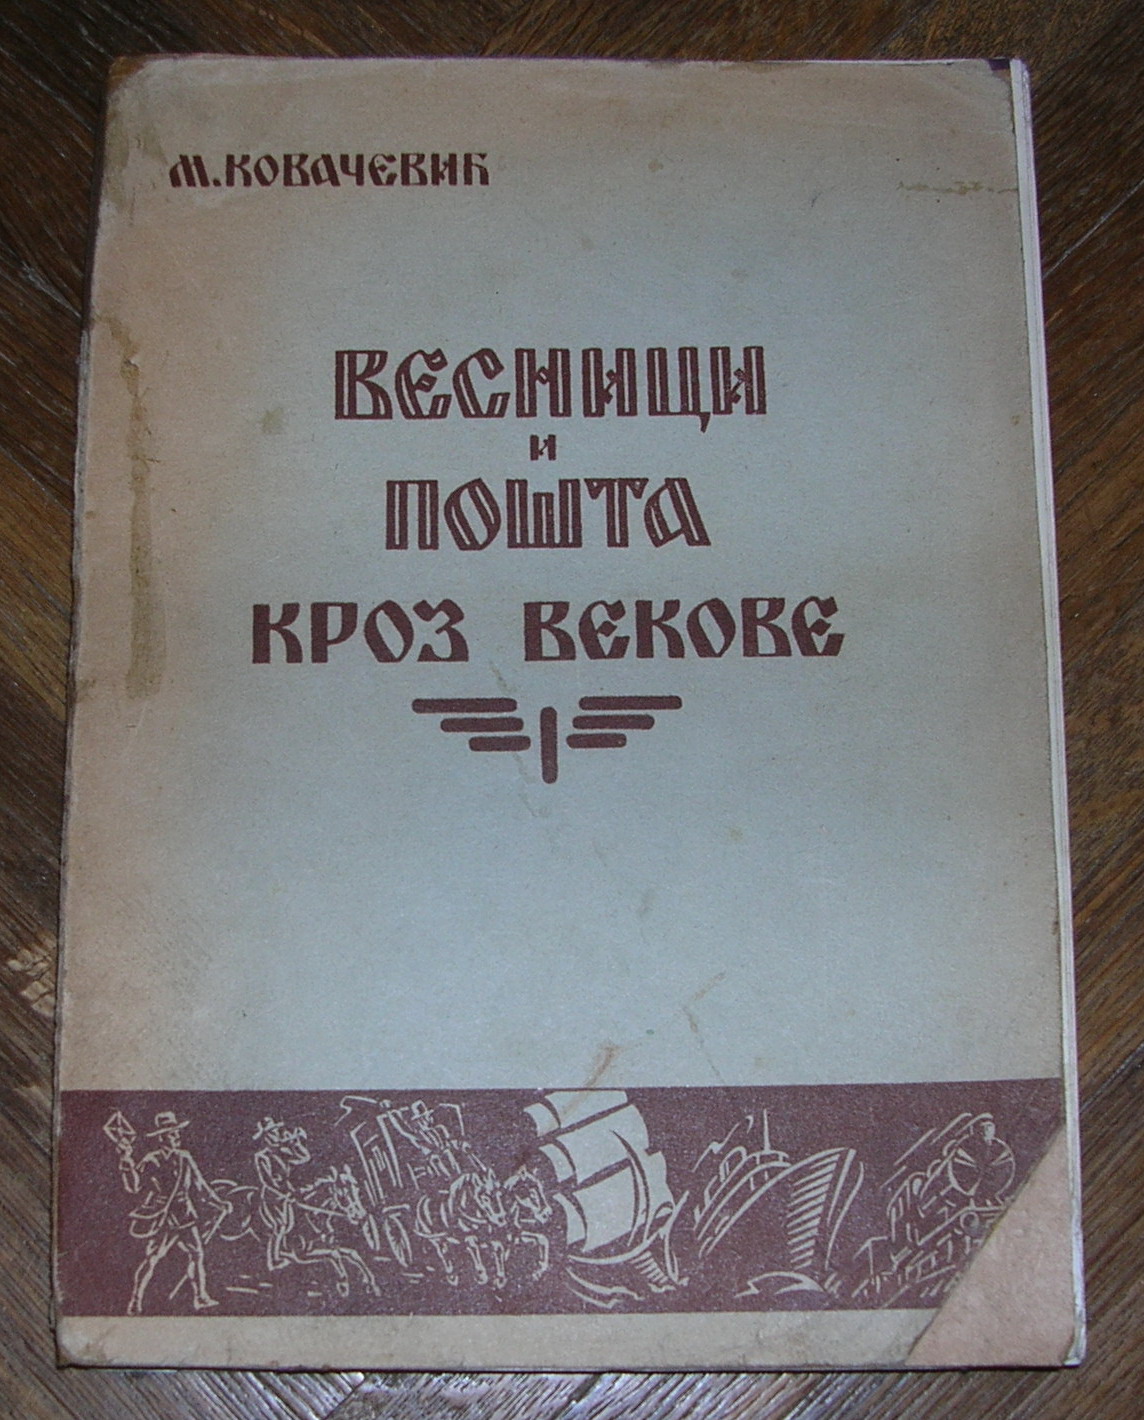 М. КОВАЧЕВИЋ
ВЕСНИЦИ
И
ПОШТА
КРОЗ ВЕКОВЕ